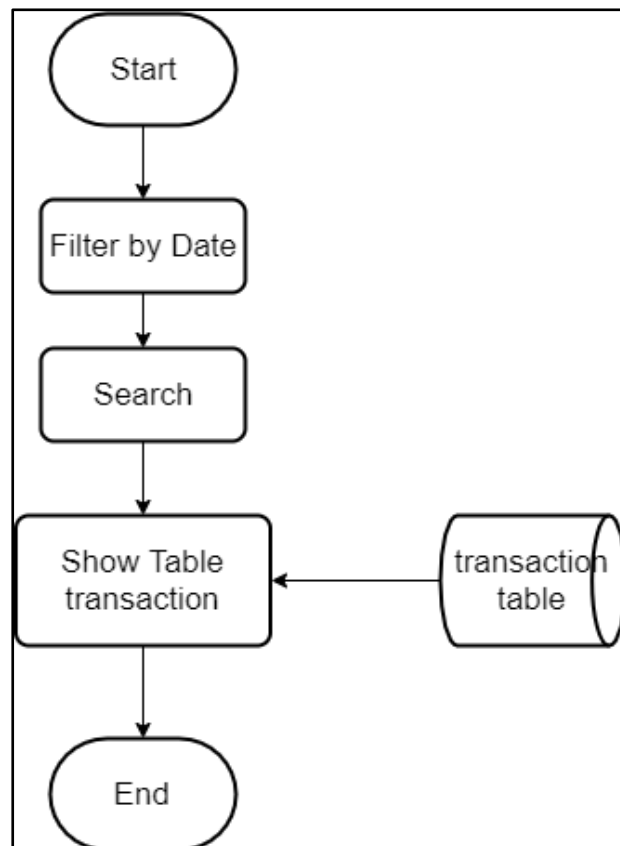 Start
Filter by Date
Search
Show Table
transaction
transaction
table
End